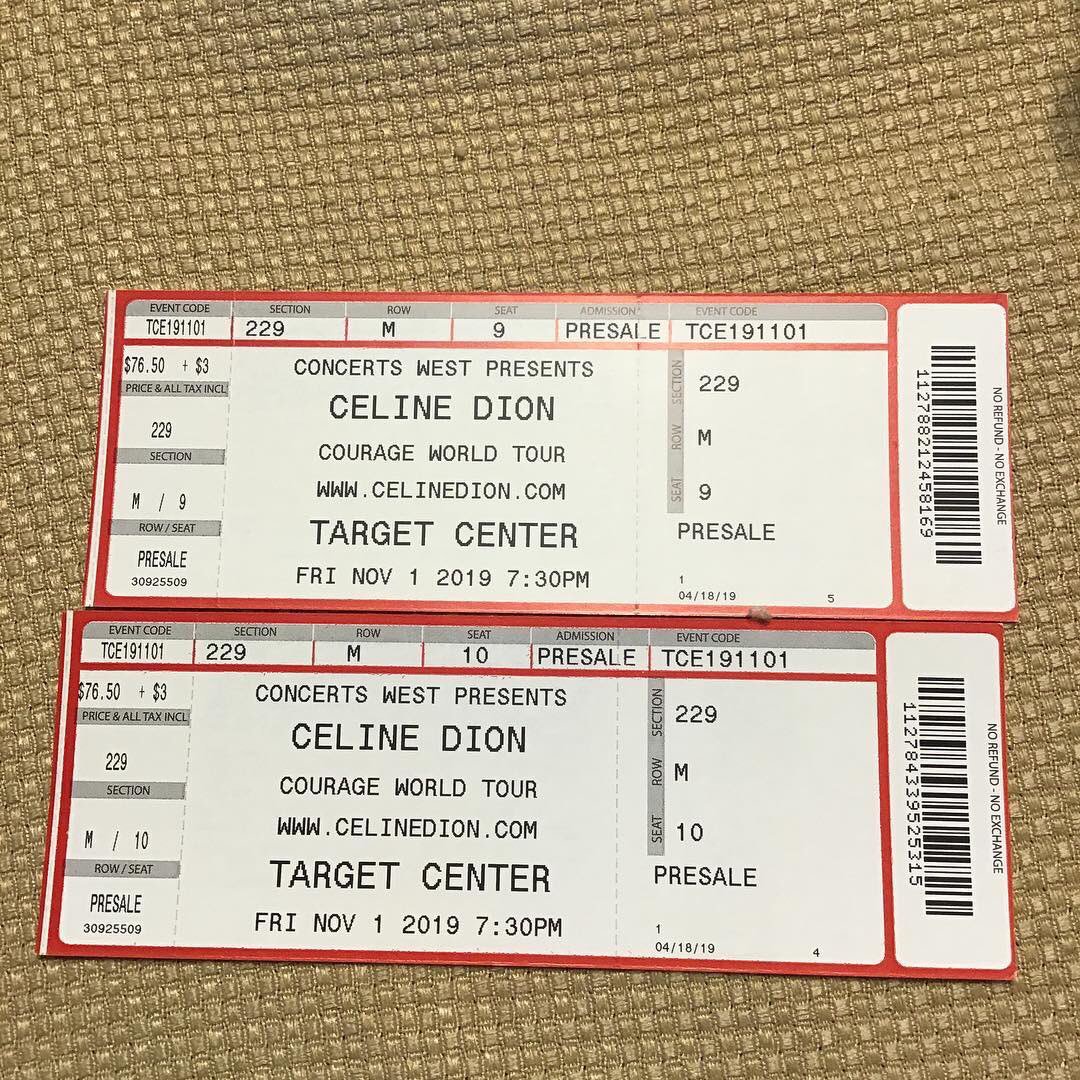 EVENT CODE SECTION ROW SEAT ADMISSION EVENT CODE
TCE191101 229 M 9 PRESALE TCE191101
$76.50 + $3
PRICE & ALL TAX INCL
229
SECTION
M / 9
ROW / SEAT
PRESALE
30925509
CONCERTS WEST PRESENTS
CELINE DION
COURAGE WORLD TOUR
WWW.CELINEDION.COM
TARGET CENTER
FRI NOV 1 2019 7:30PM
SECTION 229
ROW M
SEAT 9
PRESALE
1
04/18/19 5
112788212458169
NO REFUND - NO EXCHANGE
EVENT CODE SECTION ROW SEAT ADMISSION EVENT CODE
TCE191101 229 M 10 PRESALE TCE191101
$76.50 + $3
PRICE & ALL TAX INCL
229
SECTION
M / 10
ROW / SEAT
PRESALE
30925509
CONCERTS WEST PRESENTS
CELINE DION
COURAGE WORLD TOUR
WWW.CELINEDION.COM
TARGET CENTER
FRI NOV 1 2019 7:30PM
SECTION 229
ROW M
SEAT 10
PRESALE
1
04/18/19 4
112784339525315
NO REFUND - NO EXCHANGE